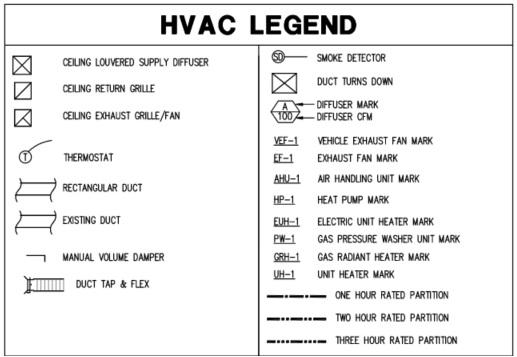 HVAC LEGEND
CEILING LOUVERED SUPPLY DIFFUSER
CEILING RETURN GRILLE
CEILING EXHAUST GRILLE/FAN
T THERMOSTAT
RECTANGULAR DUCT
EXISTING DUCT
MANUAL VOLUME DAMPER
DUCT TAP & FLEX
SD SMOKE DETECTOR
DUCT TURNS DOWN
A DIFFUSER MARK
100 DIFFUSER CFM
VEF-1 VEHICLE EXHAUST FAN MARK
EF-1 EXHAUST FAN MARK
AHU-1 AIR HANDLING UNIT MARK
HP-1 HEAT PUMP MARK
EUH-1 ELECTRIC UNIT HEATER MARK
PW-1 GAS PRESSURE WASHER UNIT MARK
GRH-1 GAS RADIANT HEATER MARK
UH-1 UNIT HEATER MARK
ONE HOUR RATED PARTITION
TWO HOUR RATED PARTITION
THREE HOUR RATED PARTITION